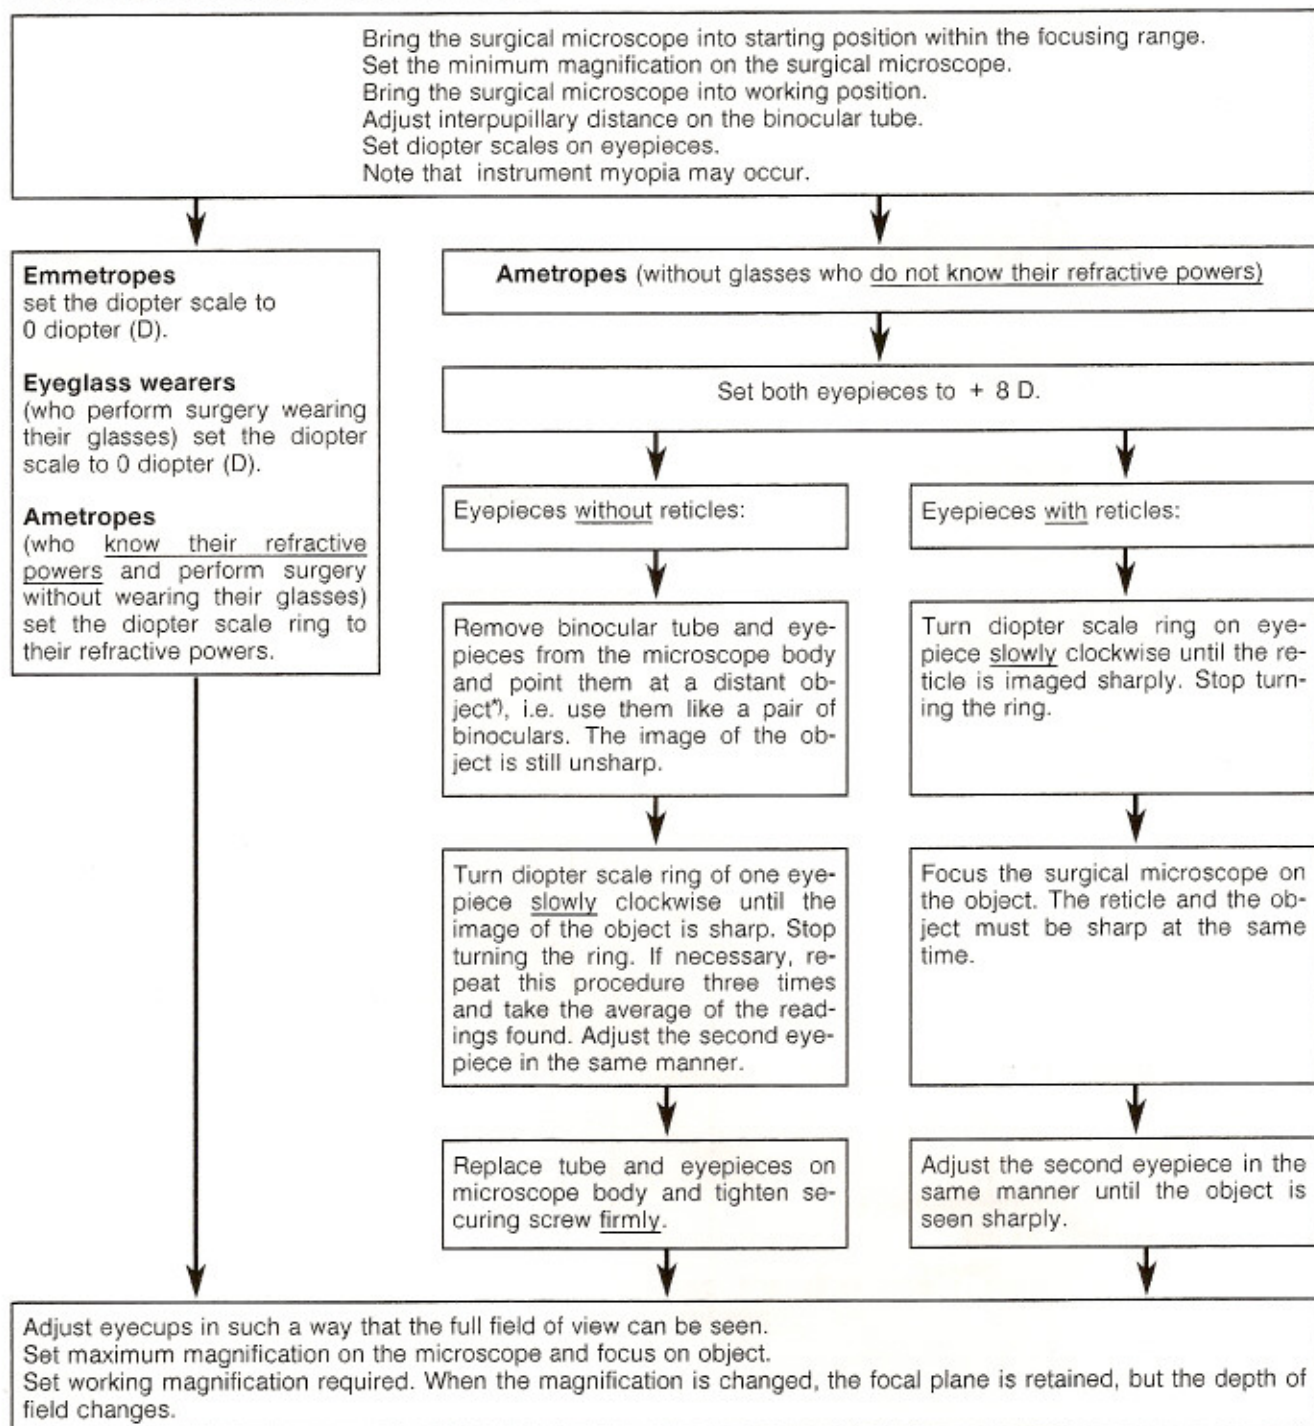 Bring the surgical microscope into starting position within the focusing range.
Set the minimum magnification on the surgical microscope.
Bring the surgical microscope into working position.
Adjust interpupillary distance on the binocular tube.
Set diopter scales on eyepieces.
Note that instrument myopia may occur.
Emmetropes
set the diopter scale to
0 diopter (D).
Eyeglass wearers
(who perform surgery wearing
their glasses) set the diopter
scale to 0 diopter (D).
Ametropes
(who know their refractive
powers and perform surgery
without wearing their glasses)
set the diopter scale ring to
their refractive powers.
Ametropes (without glasses who do not know their refractive powers)
Set both eyepieces to + 8 D.
Eyepieces without reticles:
Remove binocular tube and eye-
pieces from the microscope body
and point them at a distant ob-
ject*), i.e. use them like a pair of
binoculars. The image of the ob-
ject is still unsharp.
Turn diopter scale ring of one eye-
piece slowly clockwise until the
image of the object is sharp. Stop
turning the ring. If necessary, re-
peat this procedure three times
and take the average of the read-
ings found. Adjust the second eye-
piece in the same manner.
Replace tube and eyepieces on
microscope body and tighten se-
curing screw firmly.
Eyepieces with reticles:
Turn diopter scale ring on eye-
piece slowly clockwise until the re-
ticle is imaged sharply. Stop turn-
ing the ring.
Focus the surgical microscope on
the object. The reticle and the ob-
ject must be sharp at the same
time.
Adjust the second eyepiece in the
same manner until the object is
seen sharply.
Adjust eyecups in such a way that the full field of view can be seen.
Set maximum magnification on the microscope and focus on object.
Set working magnification required. When the magnification is changed, the focal plane is retained, but the depth of
field changes.